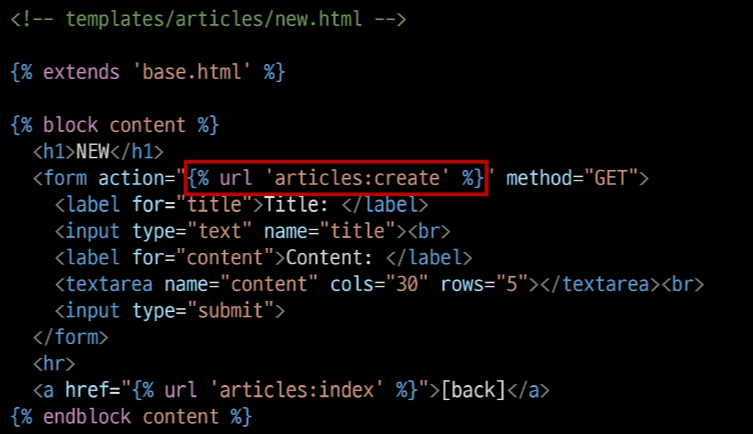 <!-- templates/articles/new.html -->
{% extends 'base.html' %}
{% block content %}
<h1>NEW</h1>
<form action="{% url 'articles:create' %}" method="GET">
<label for="title">Title: </label>
<input type="text" name="title"><br>
<label for="content">Content: </label>
<textarea name="content" cols="30" rows="5"></textarea><br>
<input type="submit">
</form>
<hr>
<a href="{% url 'articles:index' %}">[back]</a>
{% endblock content %}